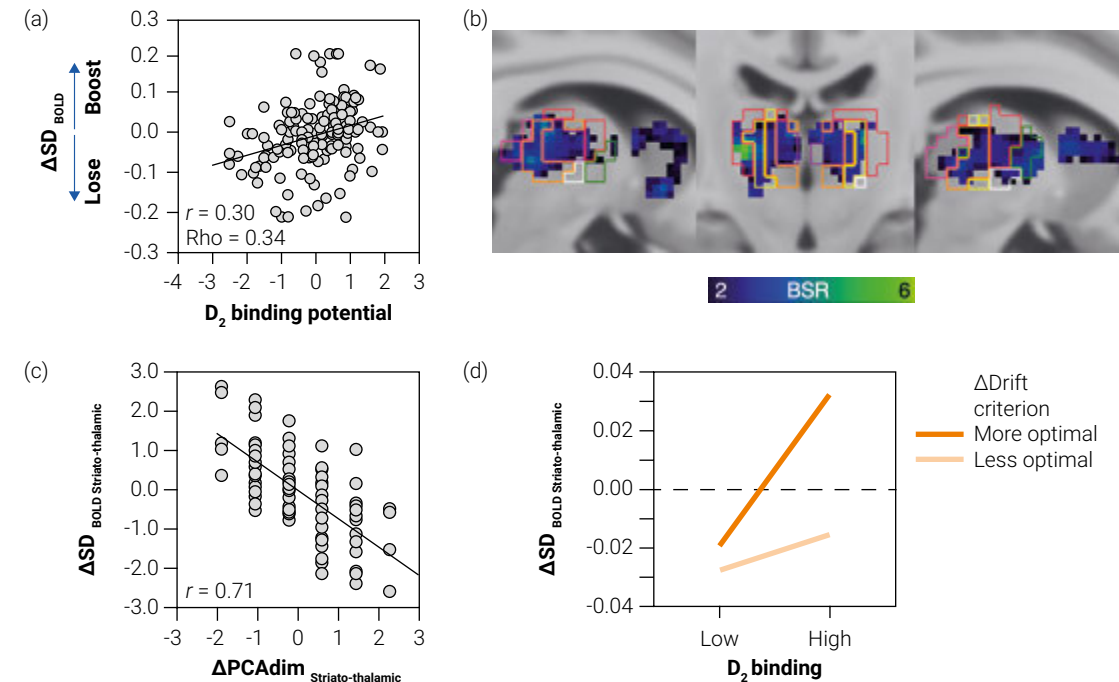 (a)
0.3
0.2
0.1
0.0
-0.1
-0.2
-0.3
ΔSD BOLD
Lose Boost
r = 0.30
Rho = 0.34
-4 -3 -2 -1 0 1 2 3
D2 binding potential
(b)
2 BSR 6
(c)
3.0
2.0
1.0
0.0
-1.0
-2.0
-3.0
ΔSD BOLD Striato-thalamic
r = 0.71
-3 -2 -1 0 1 2 3
ΔPCAdim Striato-thalamic
(d)
0.04
0.02
0.00
-0.02
-0.04
ΔSD BOLD Striato-thalamic
Low High
D2 binding
ΔDrift
criterion
More optimal
Less optimal